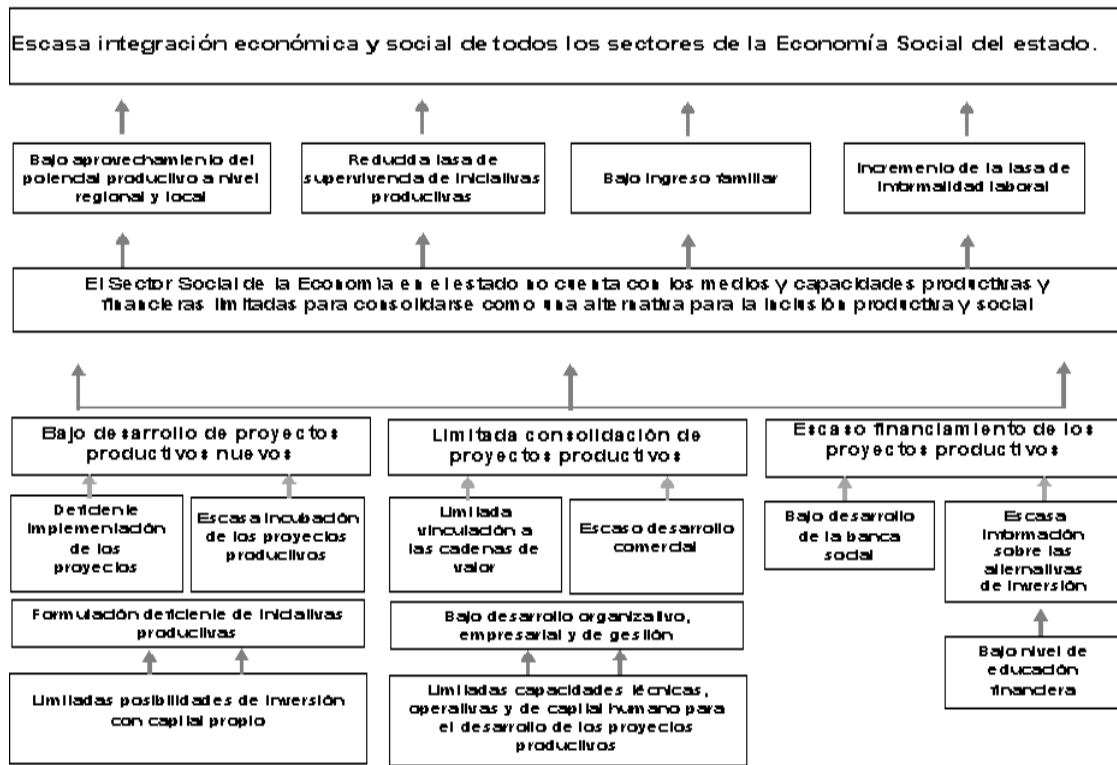 Escasa integración económica y social de todos los sectores de la Economía Social del estado.
Bajo aprovechamiento del
potencial productivo a nivel
regional y local
Reducida tasa de
supervivencia de iniciativas
productivas
Bajo ingreso familiar
Incremento de la tasa de
informalidad laboral
El Sector Social de la Economía en el estado no cuenta con los medios y capacidades productivas y
financieras limitadas para consolidarse como una alternativa para la inclusión productiva y social
Bajo desarrollo de proyectos
productivos nuevos
Limitada consolidación de
proyectos productivos
Escaso financiamiento de los
proyectos productivos
Deficiente
implementación
de los
proyectos
Escasa incubación
de los proyectos
productivos
Limitada
vinculación a
las cadenas de
valor
Escaso desarrollo
comercial
Bajo desarrollo
de la banca
social
Escasa
información
sobre las
alternativas
de inversión
Formulación deficiente de iniciativas
productivas
Bajo desarrollo organizativo,
empresarial y de gestión
Bajo nivel de
educación
financiera
Limitadas posibilidades de inversión
con capital propio
Limitadas capacidades técnicas,
operativas y de capital humano para
el desarrollo de los proyectos
productivos